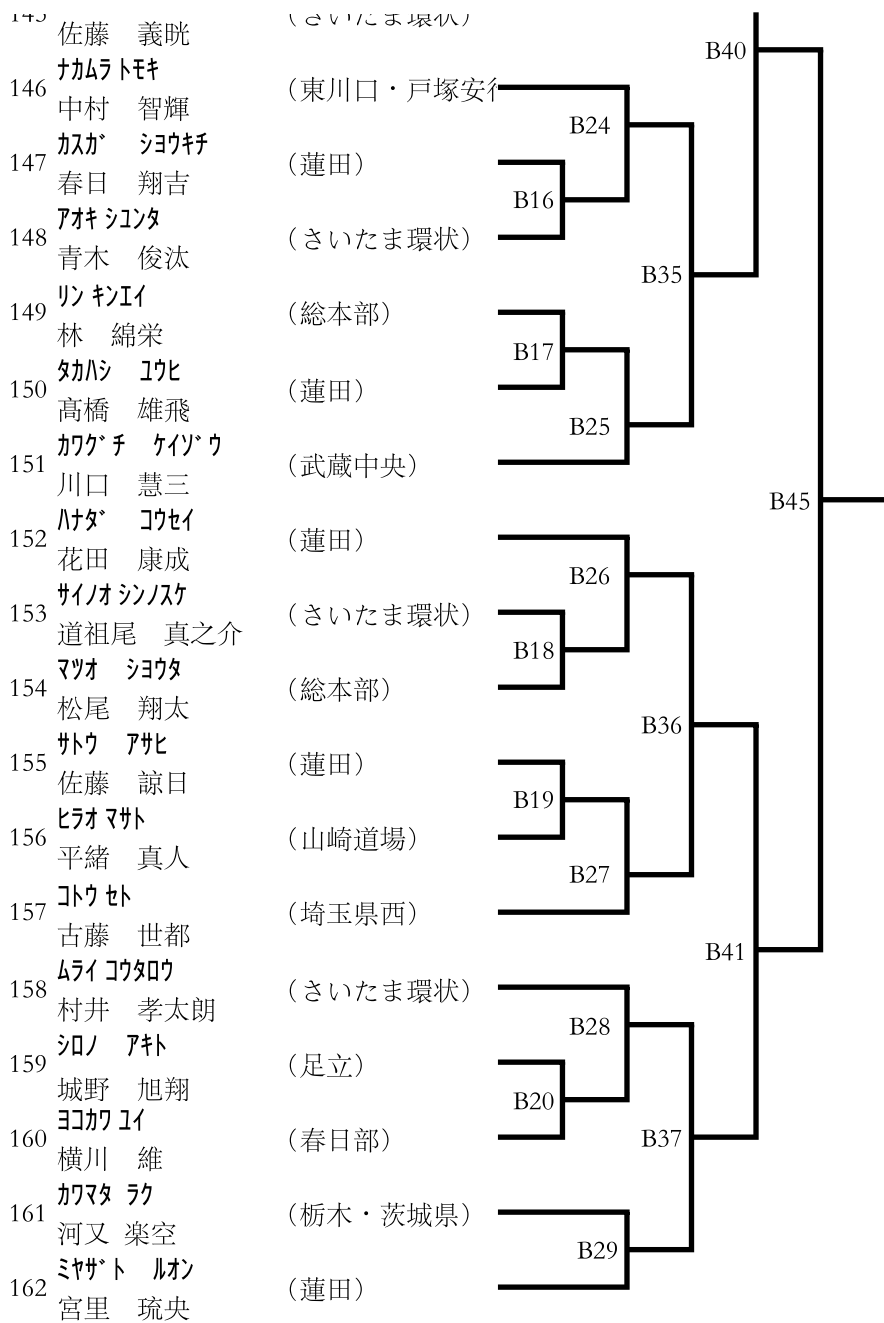 145 佐藤　義晄 （さいたま環状）
ﾅｶﾑﾗ ﾄﾓｷ
146 中村　智輝 （東川口・戸塚安行
ｶｽｶﾞ　ｼﾖｳｷﾁ
147 春日　翔吉 （蓮田）
ｱｵｷ ｼﾕﾝﾀ
148 青木　俊汰 （さいたま環状）
ﾘﾝ ｷﾝｴｲ
149 林　綿栄 （総本部）
ﾀｶﾊｼ　ﾕｳﾋ
150 髙橋　雄飛 （蓮田）
ｶﾜｸﾞﾁ　ｹｲｿﾞｳ
151 川口　慧三 （武蔵中央）
ﾊﾅﾀﾞ　ｺｳｾｲ
152 花田　康成 （蓮田）
ｻｲﾉｵ ｼﾝﾉｽｹ
153 道祖尾　真之介 （さいたま環状）
ﾏﾂｵ　ｼﾖｳﾀ
154 松尾　翔太 （総本部）
ｻﾄｳ　ｱｻﾋ
155 佐藤　諒日 （蓮田）
ﾋﾗｵ ﾏｻﾄ
156 平緒　真人 （山崎道場）
ｺﾄｳ ｾﾄ
157 古藤　世都 （埼玉県西）
ﾑﾗｲ ｺｳﾀﾛｳ
158 村井　孝太朗 （さいたま環状）
ｼﾛﾉ　ｱｷﾄ
159 城野　旭翔 （足立）
ﾖｺｶﾜ ﾕｲ
160 横川　維 （春日部）
ｶﾜﾏﾀ ﾗｸ
161 河又 楽空 （栃木・茨城県）
ﾐﾔｻﾞﾄ　ﾙｵﾝ
162 宮里　琉央 （蓮田）
B16
B17
B18
B19
B20
B24
B25
B26
B27
B28
B29
B35
B36
B37
B40
B41
B45